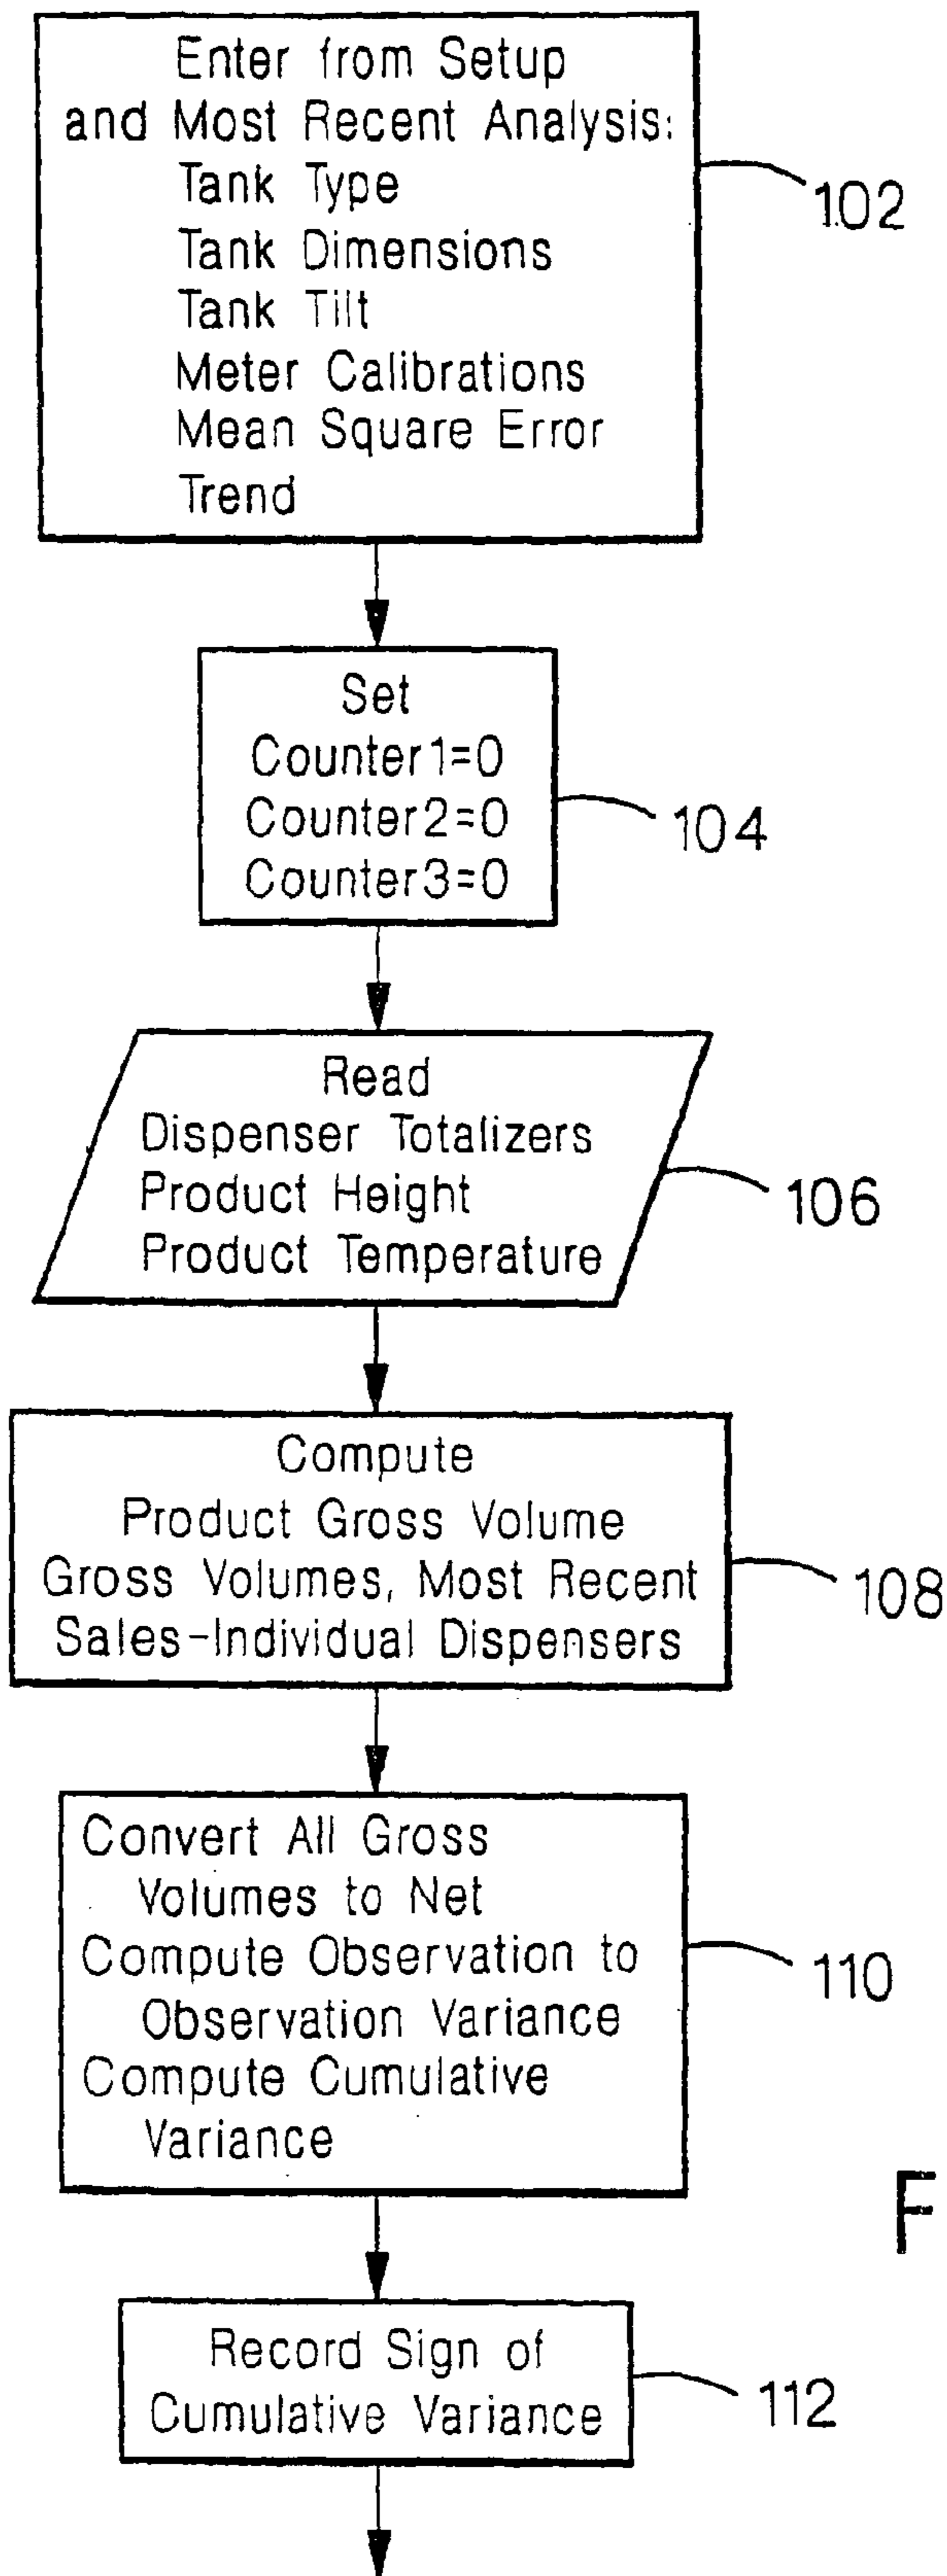 Enter from Setup
and Most Recent Analysis:
Tank Type
Tank Dimensions
Tank Tilt
Meter Calibrations
Mean Square Error
Trend
102
Set
Counter1=0
Counter2=0
Counter3=0
104
Read
Dispenser Totalizers
Product Height
Product Temperature
106
Compute
Product Gross Volume
Gross Volumes, Most Recent
Sales-Individual Dispensers
108
Convert All Gross
Volumes to Net
Compute Observation to
Observation Variance
Compute Cumulative
Variance
110
F
Record Sign of
Cumulative Variance
112